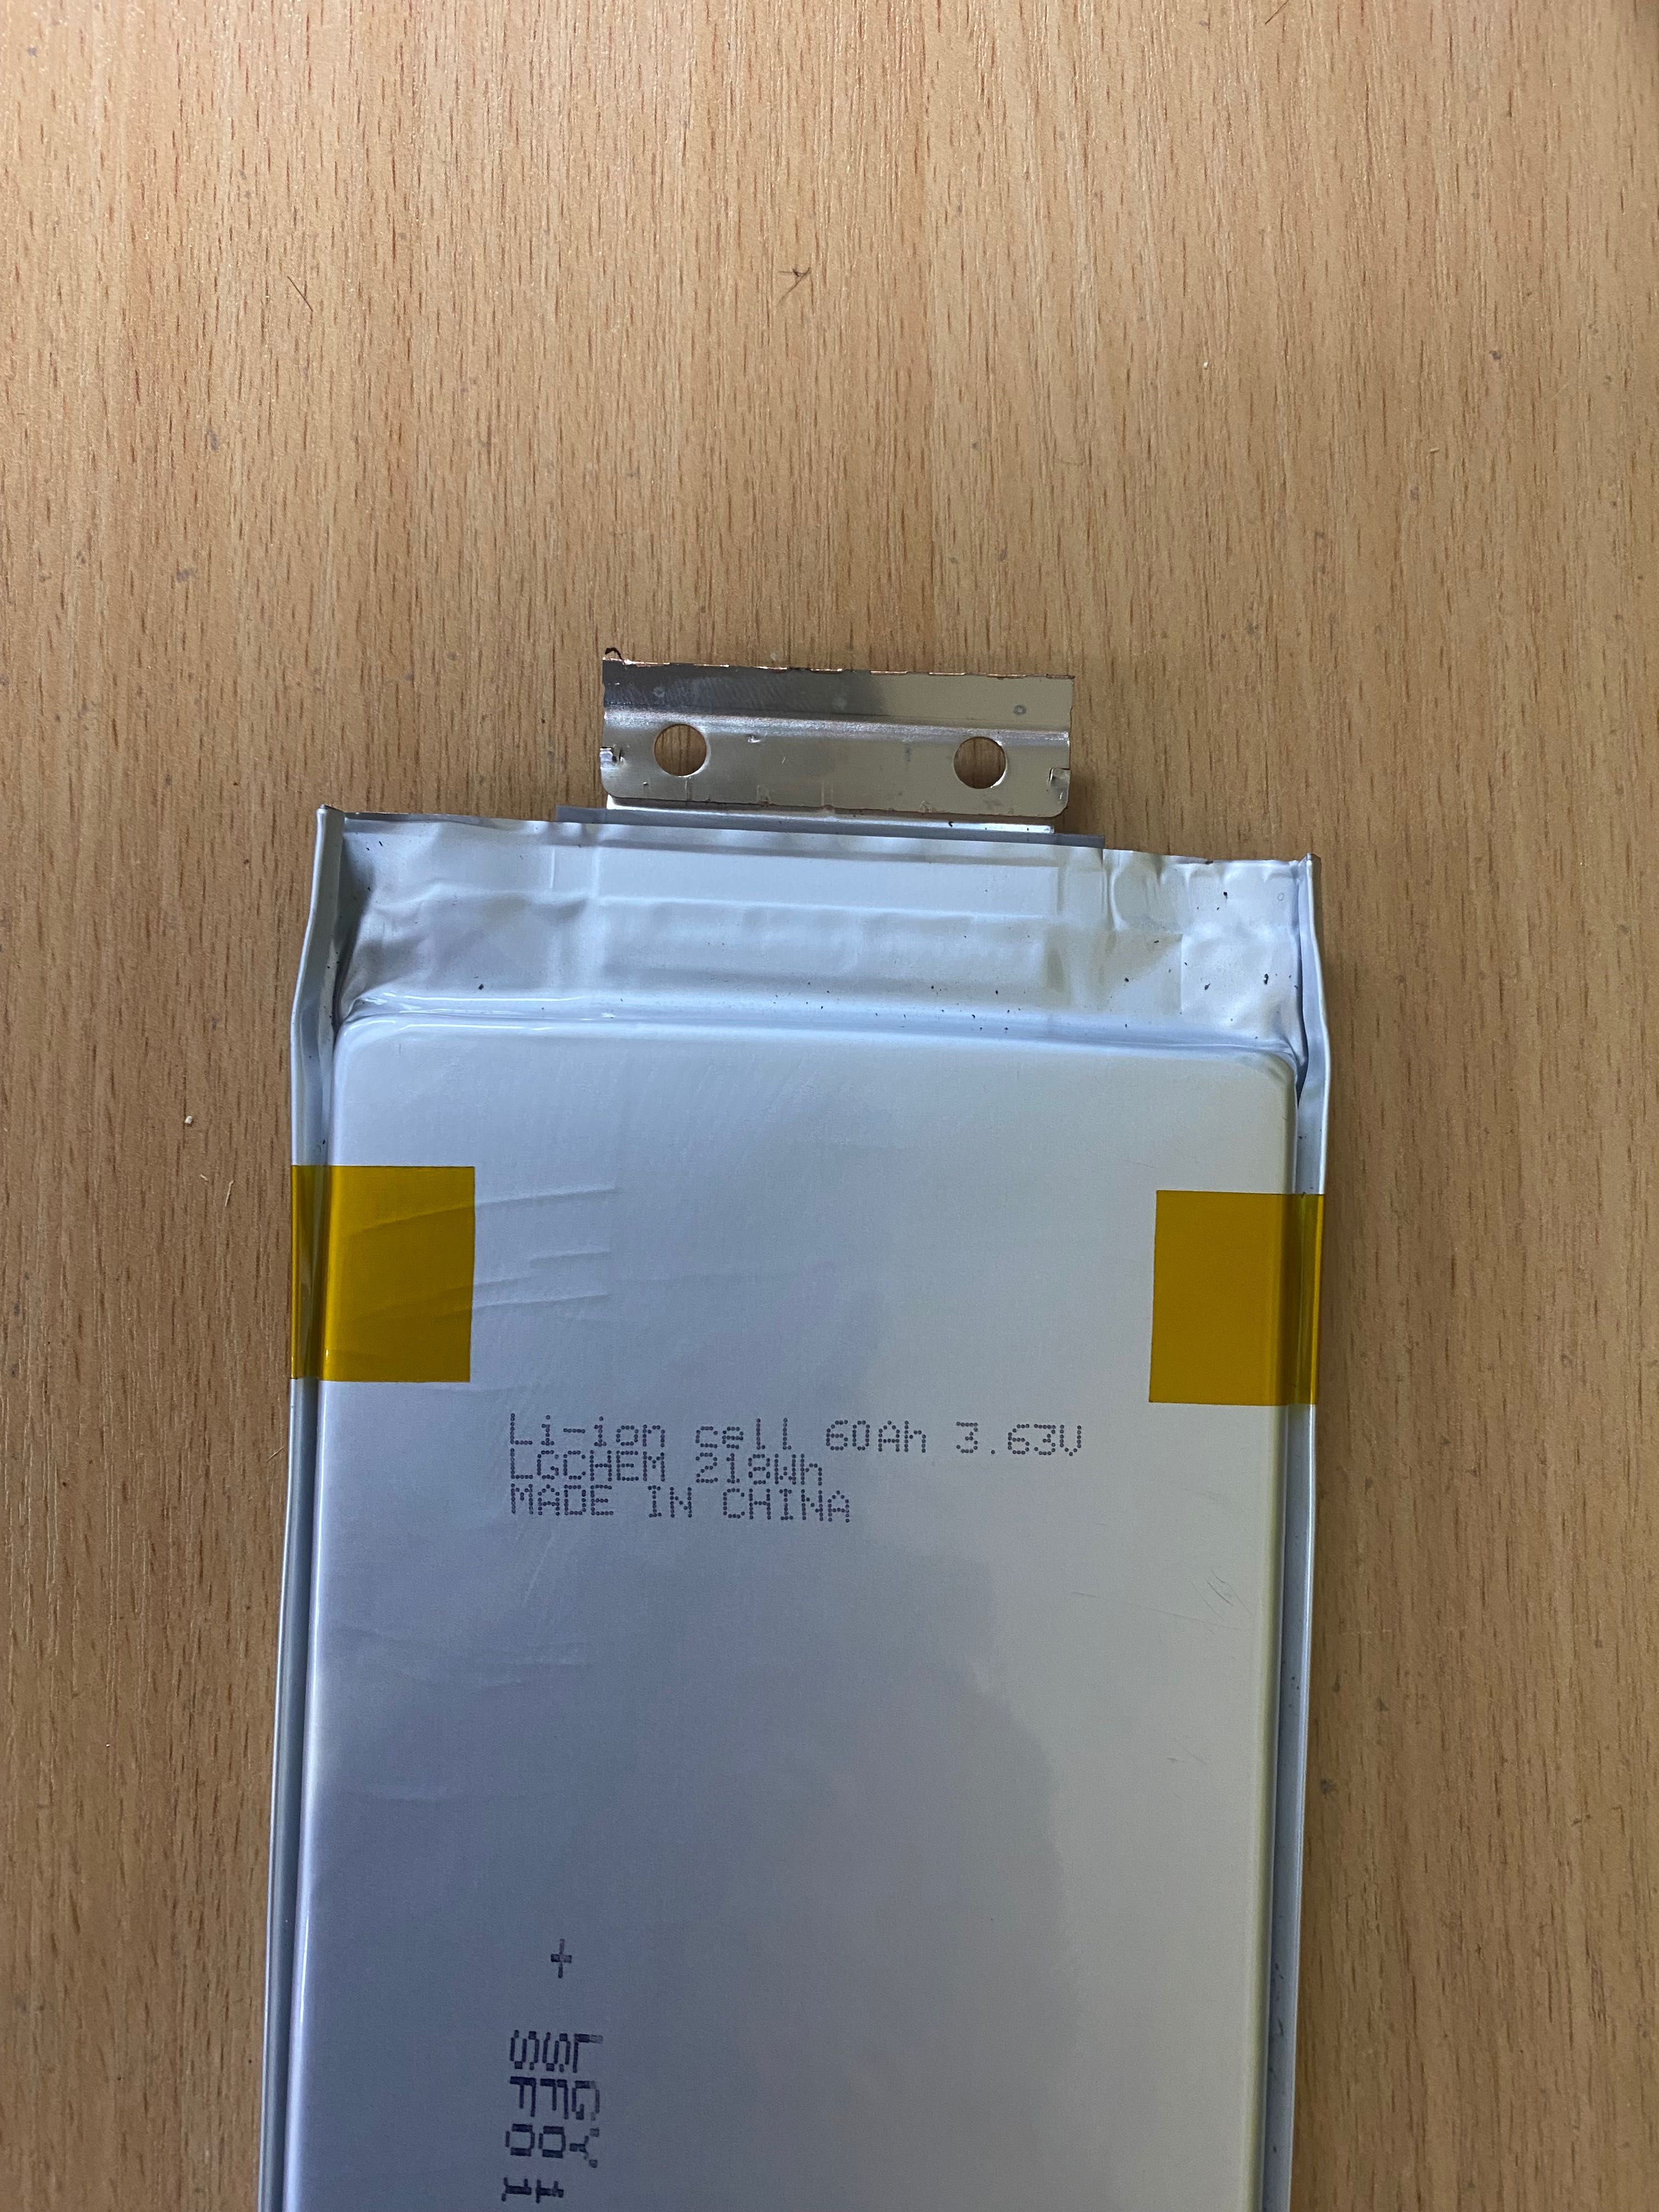 Li-ion cell 60Ah 3.63V
LGCHEM 218Wh
MADE IN CHINA
+